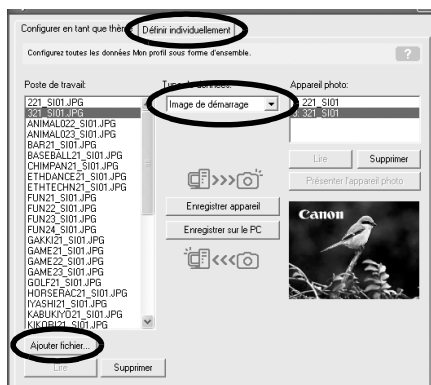 Configurer en tant que thème
Définir individuellement
Configurez toutes les données Mon profil sous forme d'ensemble.
?
Poste de travail:
Type de données:
Appareil photo:
221_SI01.JPG
321_SI01.JPG
ANIMAL022_SI01.JPG
ANIMAL023_SI01.JPG
BAR21_SI01.JPG
BASEBALL21_SI01.JPG
CHIMPAN21_SI01.JPG
ETHDANCE21_SI01.JPG
ETHTECHN21_SI01.JPG
FUN21_SI01.JPG
FUN22_SI01.JPG
FUN23_SI01.JPG
FUN24_SI01.JPG
GAKKI21_SI01.JPG
GAME21_SI01.JPG
GAME22_SI01.JPG
GAME23_SI01.JPG
GOLF21_SI01.JPG
HORSERAC21_SI01.JPG
IYASHI21_SI01.JPG
KABUKIYO21_SI01.JPG
KIKORI21_SI01.JPG
Image de démarrage
221_SI01
3: 321_SI01
Lire
Supprimer
Présenter l'appareil photo
>>>
Enregistrer appareil
Enregistrer sur le PC
<<<
Canon
Ajouter fichier...
Lire
Supprimer